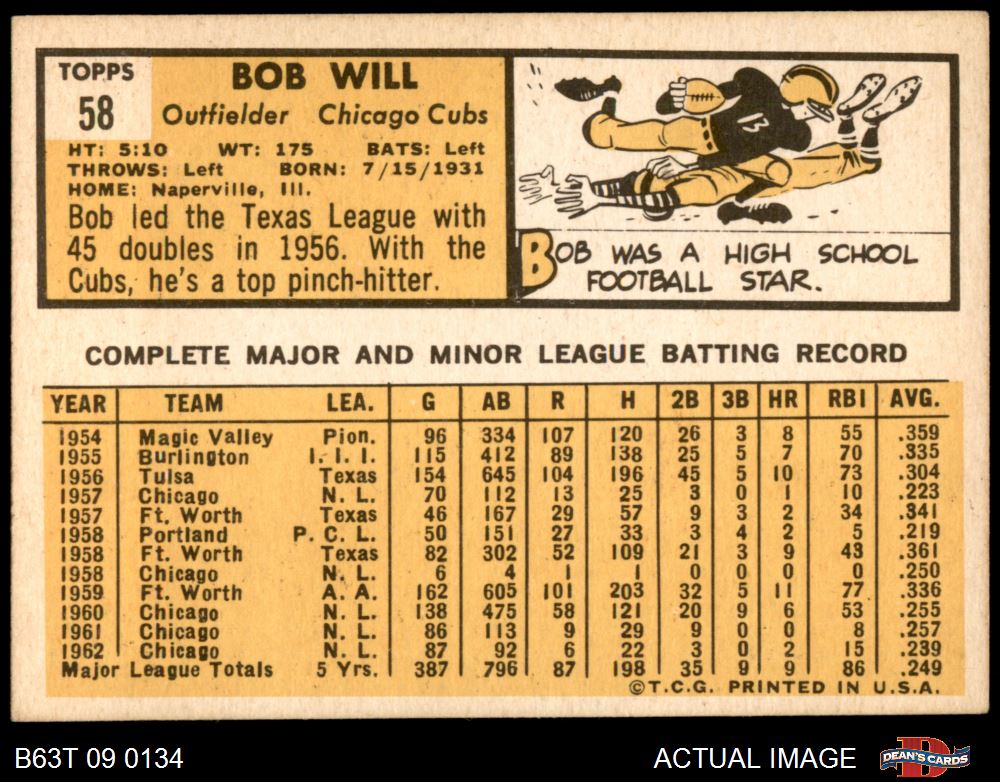 TOPPS
58
BOB WILL
Outfielder Chicago Cubs
HT: 5:10 WT: 175 BATS: Left
THROWS: Left BORN: 7/15/1931
HOME: Naperville, Ill.
Bob led the Texas League with
45 doubles in 1956. With the
Cubs, he's a top pinch-hitter.
13
BOB WAS A HIGH SCHOOL
FOOTBALL STAR.
COMPLETE MAJOR AND MINOR LEAGUE BATTING RECORD
YEAR TEAM LEA. G AB R H 2B 3B HR RBI AVG.
1954 Magic Valley Pion. 96 334 107 120 26 3 8 55 .359
1955 Burlington I. I. I. 115 412 89 138 25 5 7 70 .335
1956 Tulsa Texas 154 645 104 196 45 5 10 73 .304
1957 Chicago N. L. 70 112 13 25 3 0 1 10 .223
1957 Ft. Worth Texas 46 167 29 57 9 3 2 34 .341
1958 Portland P. C. L. 50 151 27 33 3 4 2 5 .219
1958 Ft. Worth Texas 82 302 52 109 21 3 9 43 .361
1958 Chicago N. L. 6 4 1 1 0 0 0 0 .250
1959 Ft. Worth A. A. 162 605 101 203 32 5 11 77 .336
1960 Chicago N. L. 138 475 58 121 20 9 6 53 .255
1961 Chicago N. L. 86 113 9 29 9 0 0 8 .257
1962 Chicago N. L. 87 92 6 22 3 0 2 15 .239
Major League Totals 5 Yrs. 387 796 87 198 35 9 9 86 .249
© T.C.G. PRINTED IN U.S.A.
B63T 09 0134 ACTUAL IMAGE DEAN'S CARDS